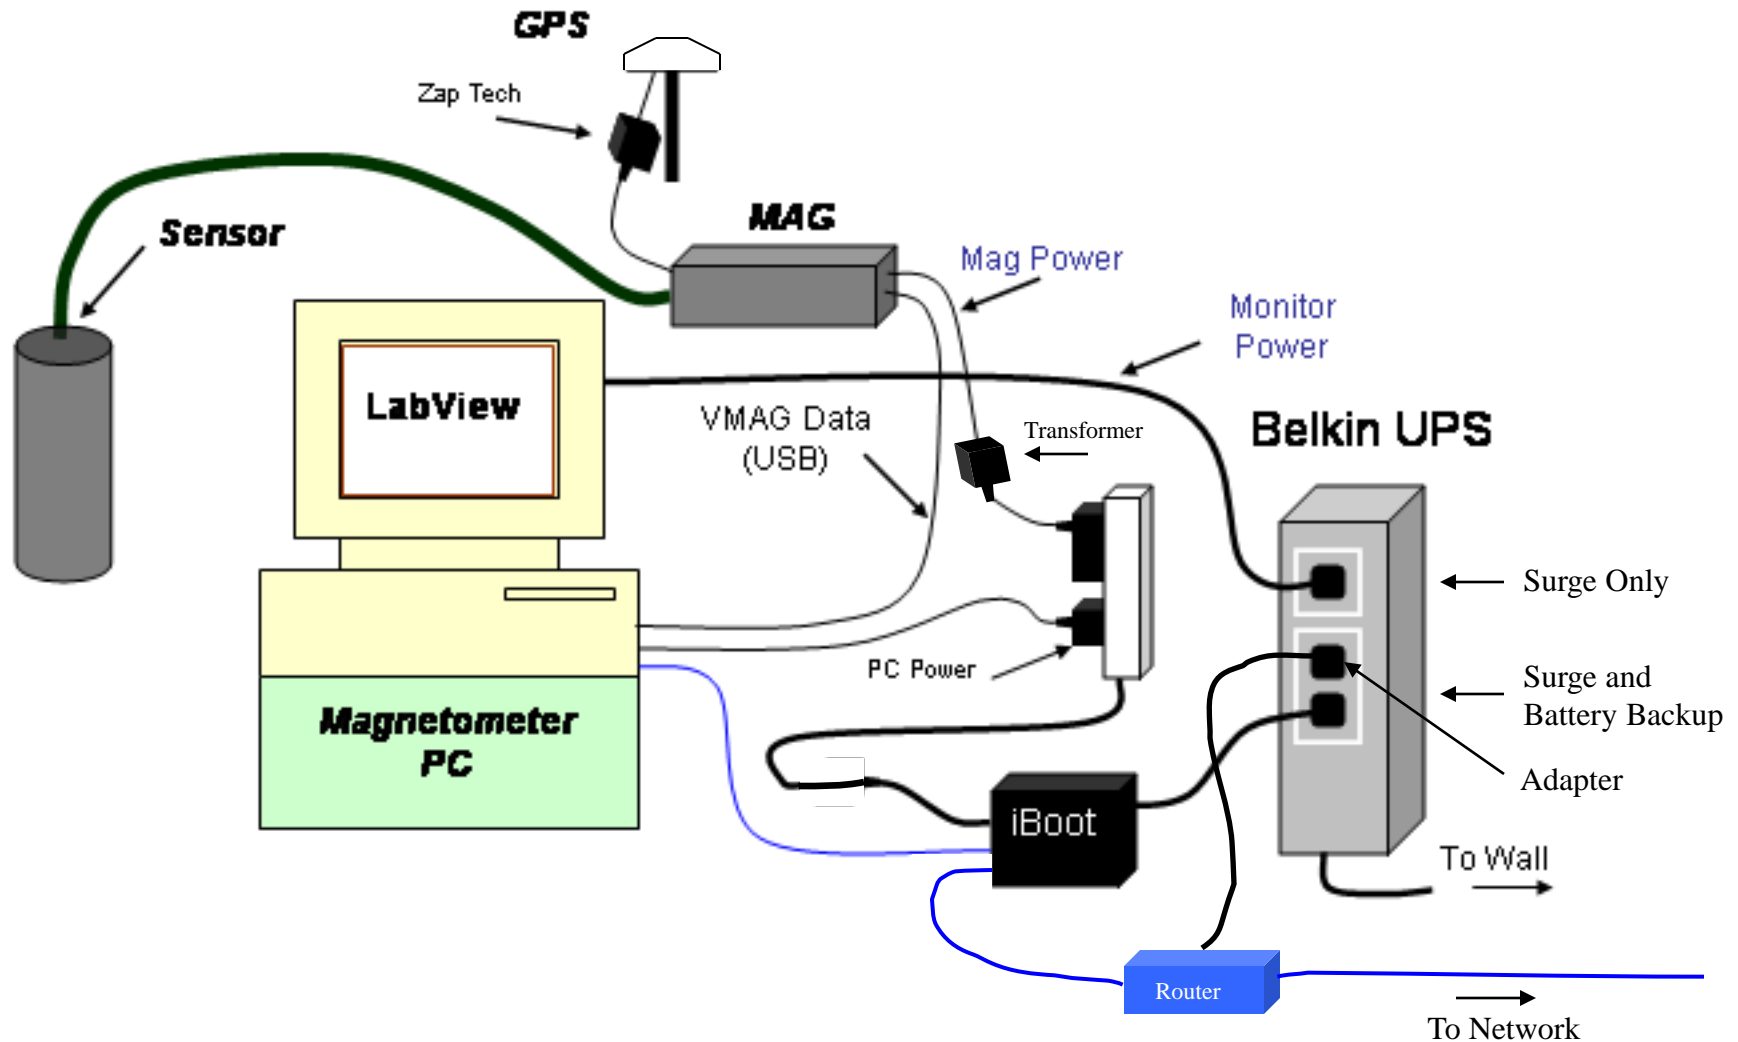 GPS
Zap Tech
Sensor
MAG
Mag Power
Monitor
Power
LabView
VMAG Data
(USB)
Transformer
Belkin UPS
Surge Only
PC Power
Surge and
Battery Backup
Magnetometer
PC
Adapter
iBoot
To Wall
Router
To Network